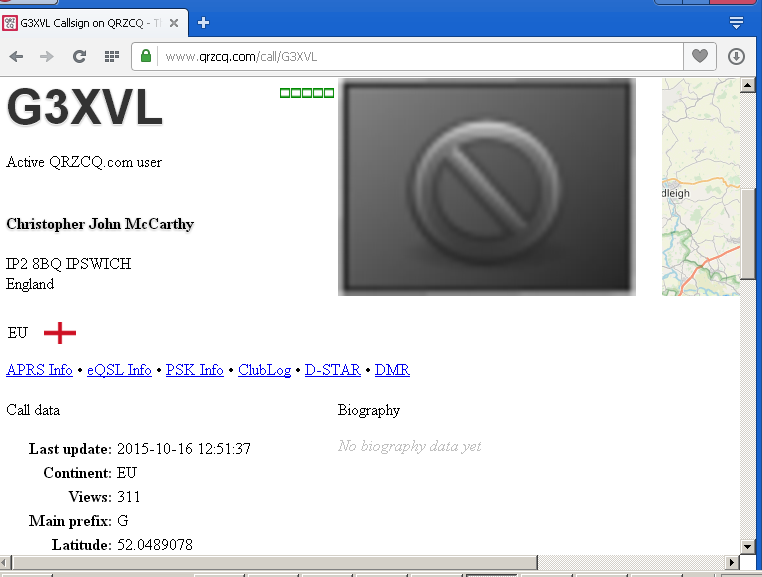 G3XVL Callsign on QRZCQ - Th
www.qrzcq.com/call/G3XVL
G3XVL
Active QRZCQ.com user
Christopher John McCarthy
IP2 8BQ IPSWICH
England
EU
APRS Info • eQSL Info • PSK Info • ClubLog • D-STAR • DMR
Call data
Biography
Last update: 2015-10-16 12:51:37
No biography data yet
Continent: EU
Views: 311
Main prefix: G
Latitude: 52.0489078
dleigh